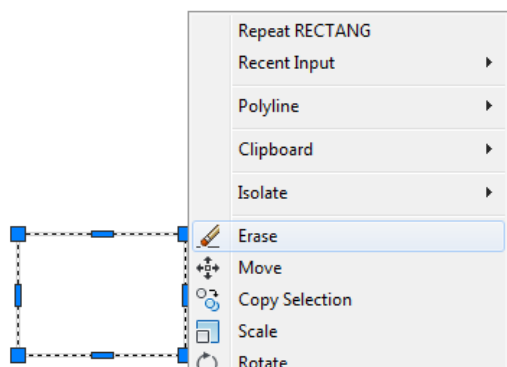 Repeat RECTANG
Recent Input
Polyline
Clipboard
Isolate
Erase
Move
Copy Selection
Scale
Rotate